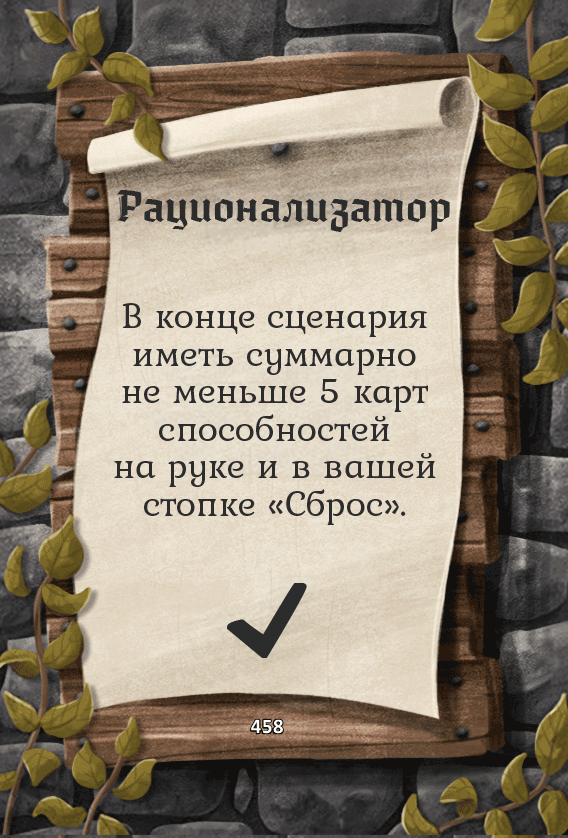 Рационализатор
В конце сценария
иметь суммарно
не меньше 5 карт
способностей
на руке и в вашей
стопке «Сброс».
458